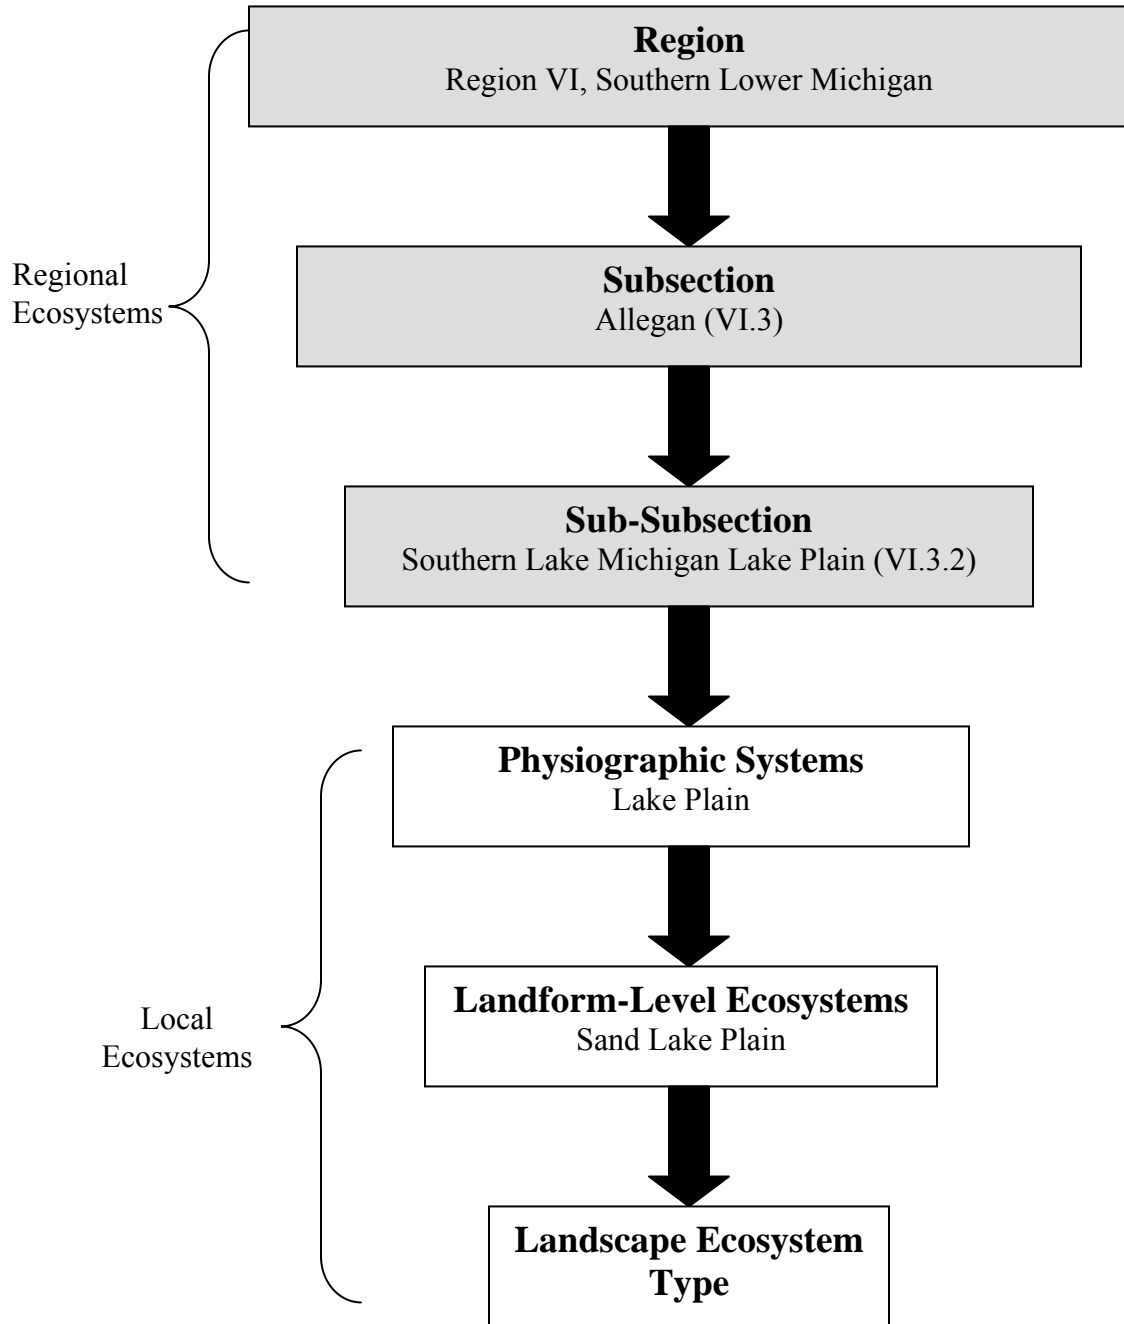 Region
Region VI, Southern Lower Michigan
Subsection
Allegan (VI.3)
Regional
Ecosystems
Sub-Subsection
Southern Lake Michigan Lake Plain (VI.3.2)
Physiographic Systems
Lake Plain
Landform-Level Ecosystems
Sand Lake Plain
Local
Ecosystems
Landscape Ecosystem
Type